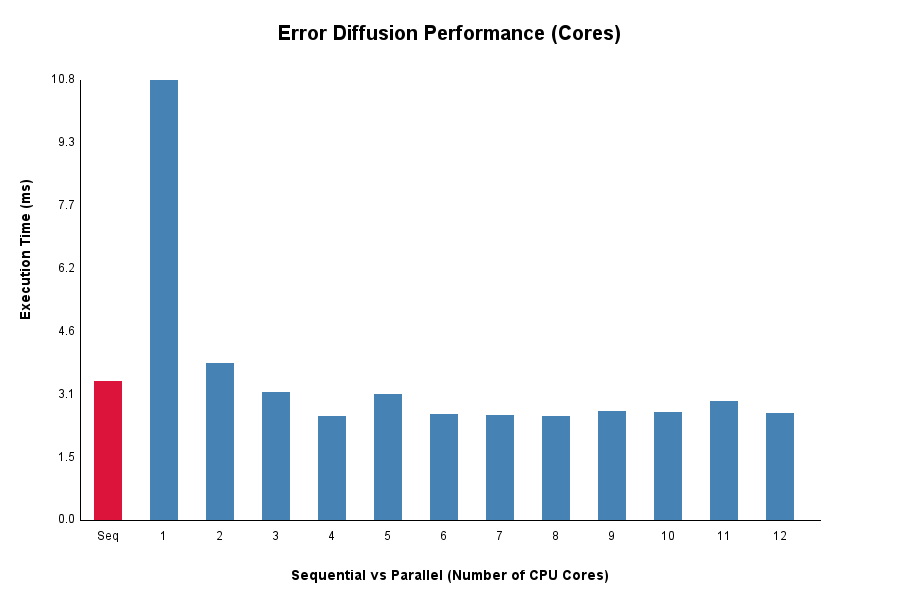 Error Diffusion Performance (Cores)
10.8
9.3
7.7
6.2
4.6
3.1
1.5
0.0
Execution Time (ms)
Seq 1 2 3 4 5 6 7 8 9 10 11 12
Sequential vs Parallel (Number of CPU Cores)